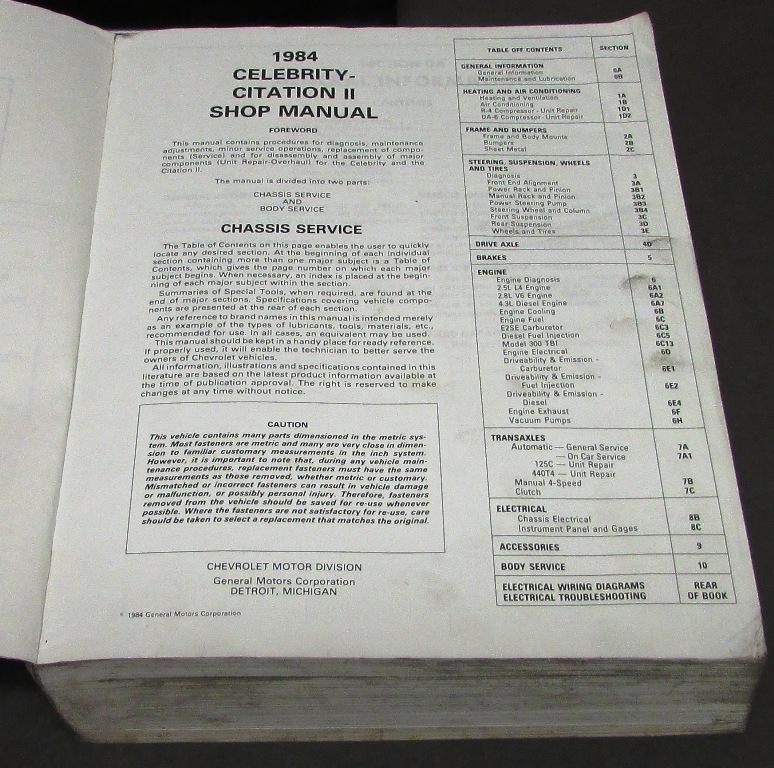 1984
CELEBRITY-
CITATION II
SHOP MANUAL
FOREWORD
This manual contains procedures for diagnosis, maintenance
adjustments, minor service operations, replacement of compo-
nents (Service) and for disassembly and assembly of major
components (Unit Repair-Overhaul) for the Celebrity and the
Citation II.
The manual is divided into two parts:
CHASSIS SERVICE
AND
BODY SERVICE
CHASSIS SERVICE
The Table of Contents on this page enables the user to quickly
locate any desired section. At the beginning of each individual
section containing more than one major subject is a Table of
Contents, which gives the page number on which each major
subject begins. When necessary, an index is placed at the begin-
ning of each major subject within the section.
Summaries of Special Tools, when required, are found at the
end of major sections. Specifications covering vehicle compo-
nents are presented at the rear of each section.
Any reference to brand names in this manual is intended merely
as an example of the types of lubricants, tools, materials, etc.,
recommended for use. In all cases, an equivalent may be used.
This manual should be kept in a handy place for ready reference.
If properly used, it will enable the technician to better serve the
owners of Chevrolet vehicles.
All information, illustrations and specifications contained in this
literature are based on the latest product information available at
the time of publication approval. The right is reserved to make
changes at any time without notice.
CAUTION
This vehicle contains many parts dimensioned in the metric sys-
tem. Most fasteners are metric and many are very close in dimen-
sion to familiar customary measurements in the inch system.
However, it is important to note that, during any vehicle main-
tenance procedures, replacement fasteners must have the same
measurements as those removed, whether metric or customary.
Mismatched or incorrect fasteners can result in vehicle damage
or malfunction, or possibly personal injury. Therefore, fasteners
removed from the vehicle should be saved for re-use whenever
possible. Where the fasteners are not satisfactory for re-use, care
should be taken to select a replacement that matches the original.
CHEVROLET MOTOR DIVISION
General Motors Corporation
DETROIT, MICHIGAN
© 1984 General Motors Corporation
TABLE OFF CONTENTS SECTION
GENERAL INFORMATION
General Information 0A
Maintenance and Lubrication 0B
HEATING AND AIR CONDITIONING
Heating and Ventilation 1A
Air Conditioning 1B
R-4 Compressor - Unit Repair 1D1
DA-6 Compressor - Unit Repair 1D2
FRAME AND BUMPERS
Frame and Body Mounts 2A
Bumpers 2B
Sheet Metal 2C
STEERING, SUSPENSION, WHEELS
AND TIRES
Diagnosis 3
Front End Alignment 3A
Power Rack and Pinion 3B1
Manual Rack and Pinion 3B2
Power Steering Pump 3B3
Steering Wheel and Column 3B4
Front Suspension 3C
Rear Suspension 3D
Wheels and Tires 3E
DRIVE AXLE 4D
BRAKES 5
ENGINE
Engine Diagnosis 6
2.5L L4 Engine 6A1
2.8L V6 Engine 6A2
4.3L Diesel Engine 6A7
Engine Cooling 6B
Engine Fuel 6C
E2SE Carburetor 6C3
Diesel Fuel Injection 6C5
Model 300 TBI 6C13
Engine Electrical 6D
Driveability & Emission -
Carburetor 6E1
Driveability & Emission -
Fuel Injection 6E2
Driveability & Emission -
Diesel 6E4
Engine Exhaust 6F
Vacuum Pumps 6H
TRANSAXLES
Automatic — General Service 7A
— On Car Service 7A1
125C — Unit Repair
440T4 — Unit Repair
Manual 4-Speed 7B
Clutch 7C
ELECTRICAL
Chassis Electrical 8B
Instrument Panel and Gages 8C
ACCESSORIES 9
BODY SERVICE 10
ELECTRICAL WIRING DIAGRAMS REAR
ELECTRICAL TROUBLESHOOTING OF BOOK